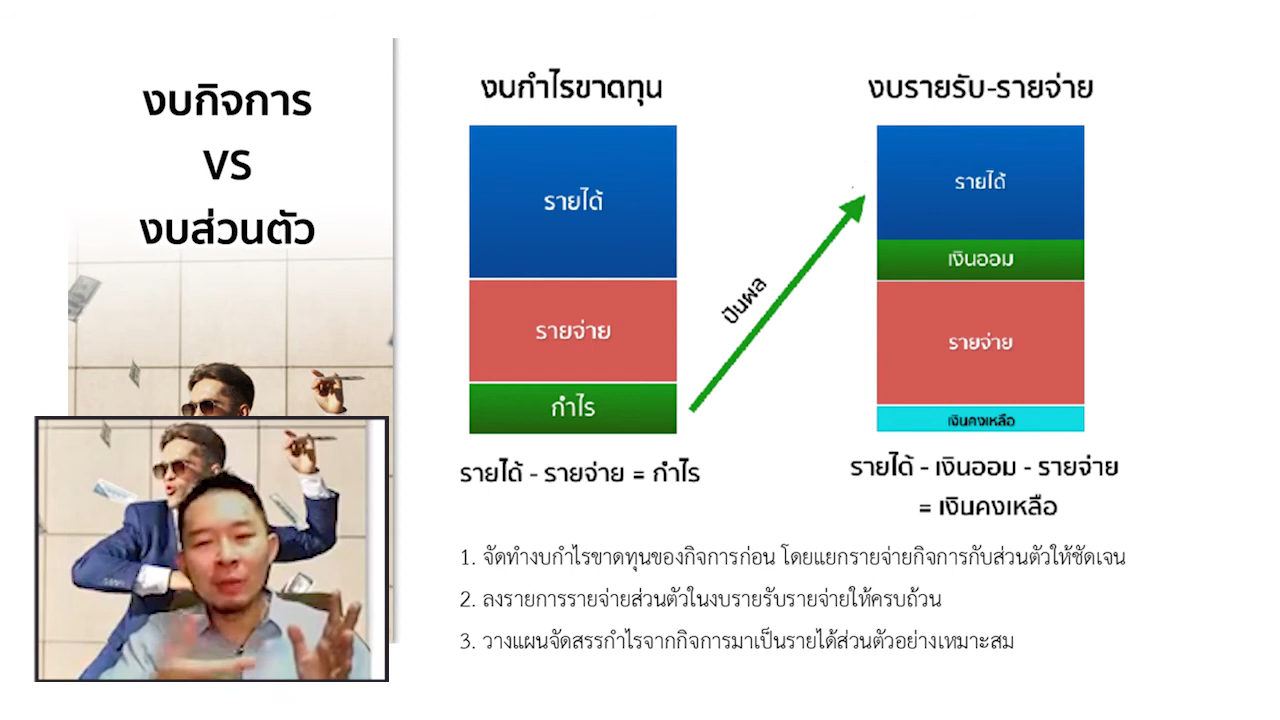 งบกิจการ
VS
งบส่วนตัว
งบกำไรขาดทุน
รายได้
รายจ่าย
กำไร
รายได้ - รายจ่าย = กำไร
ปันผล
งบรายรับ-รายจ่าย
รายได้
เงินออม
รายจ่าย
เงินคงเหลือ
รายได้ - เงินออม - รายจ่าย
= เงินคงเหลือ
1. จัดทำงบกำไรขาดทุนของกิจการก่อน โดยแยกรายจ่ายกิจการกับส่วนตัวให้ชัดเจน
2. ลงรายการรายจ่ายส่วนตัวในงบรายรับรายจ่ายให้ครบถ้วน
3. วางแผนจัดสรรกำไรจากกิจการมาเป็นรายได้ส่วนตัวอย่างเหมาะสม